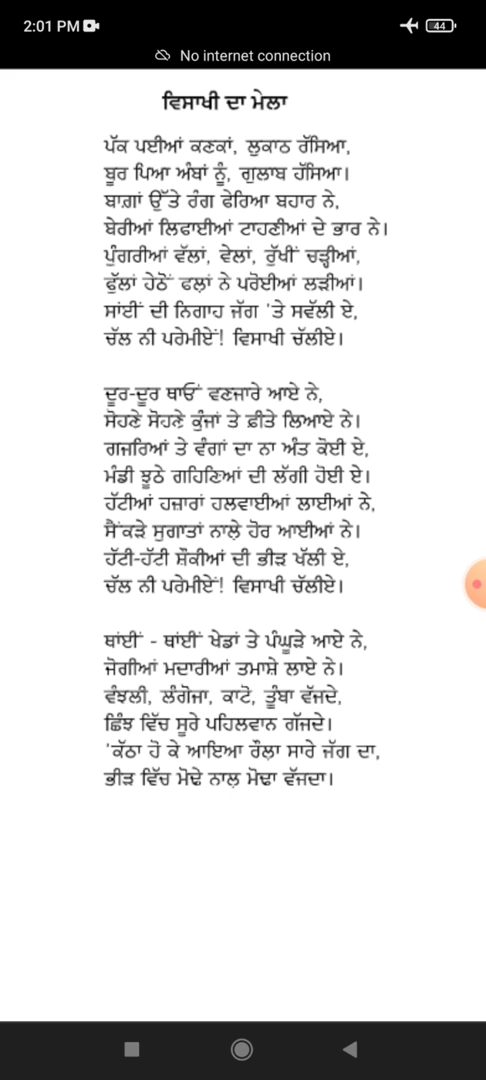 2:01 PM
44
No internet connection
ਵਿਸਾਖੀ ਦਾ ਮੇਲਾ
ਪੱਕ ਪਈਆਂ ਕਣਕਾਂ, ਲੁਕਾਠ ਰੱਸਿਆ,
ਬੂਰ ਪਿਆ ਅੰਬਾਂ ਨੂੰ, ਗੁਲਾਬ ਹੱਸਿਆ।
ਬਾਗ਼ਾਂ ਉੱਤੇ ਰੰਗ ਫੇਰਿਆ ਬਹਾਰ ਨੇ,
ਬੇਰੀਆਂ ਲਿਫਾਈਆਂ ਟਾਹਣੀਆਂ ਦੇ ਭਾਰ ਨੇ।
ਪੁੰਗਰੀਆਂ ਵੱਲਾਂ, ਵੇਲਾਂ, ਰੁੱਖੀਂ ਚੜ੍ਹੀਆਂ,
ਫੁੱਲਾਂ ਹੇਠੋਂ ਫਲ਼ਾਂ ਨੇ ਪਰੋਈਆਂ ਲੜੀਆਂ।
ਸਾਂਈਂ ਦੀ ਨਿਗਾਹ ਜੱਗ 'ਤੇ ਸਵੱਲੀ ਏ,
ਚੱਲ ਨੀ ਪਰੇਮੀਏਂ! ਵਿਸਾਖੀ ਚੱਲੀਏ।
ਦੂਰ-ਦੂਰ ਥਾਓਂ ਵਣਜਾਰੇ ਆਏ ਨੇ,
ਸੋਹਣੇ ਸੋਹਣੇ ਕੁੰਜਾਂ ਤੇ ਫ਼ੀਤੇ ਲਿਆਏ ਨੇ।
ਗਜਰਿਆਂ ਤੇ ਵੰਗਾਂ ਦਾ ਨਾ ਅੰਤ ਕੋਈ ਏ,
ਮੰਡੀ ਝੂਠੇ ਗਹਿਣਿਆਂ ਦੀ ਲੱਗੀ ਹੋਈ ਏ।
ਹੱਟੀਆਂ ਹਜ਼ਾਰਾਂ ਹਲਵਾਈਆਂ ਲਾਈਆਂ ਨੇ,
ਸੈਂਕੜੇ ਸੁਗਾਤਾਂ ਨਾਲ਼ੇ ਹੋਰ ਆਈਆਂ ਨੇ।
ਹੱਟੀ-ਹੱਟੀ ਸ਼ੌਕੀਆਂ ਦੀ ਭੀੜ ਖੱਲੀ ਏ,
ਚੱਲ ਨੀ ਪਰੇਮੀਏਂ! ਵਿਸਾਖੀ ਚੱਲੀਏ।
ਥਾਂਈਂ - ਥਾਂਈਂ ਖੇਡਾਂ ਤੇ ਪੰਘੂੜੇ ਆਏ ਨੇ,
ਜੋਗੀਆਂ ਮਦਾਰੀਆਂ ਤਮਾਸ਼ੇ ਲਾਏ ਨੇ।
ਵੰਝਲੀ, ਲੰਗੋਜਾ, ਕਾਟੋ, ਤੂੰਬਾ ਵੱਜਦੇ,
ਛਿੰਝ ਵਿੱਚ ਸੂਰੇ ਪਹਿਲਵਾਨ ਗੱਜਦੇ।
'ਕੱਠਾ ਹੋ ਕੇ ਆਇਆ ਰੌਲ਼ਾ ਸਾਰੇ ਜੱਗ ਦਾ,
ਭੀੜ ਵਿੱਚ ਮੋਢੇ ਨਾਲ਼ ਮੋਢਾ ਵੱਜਦਾ।